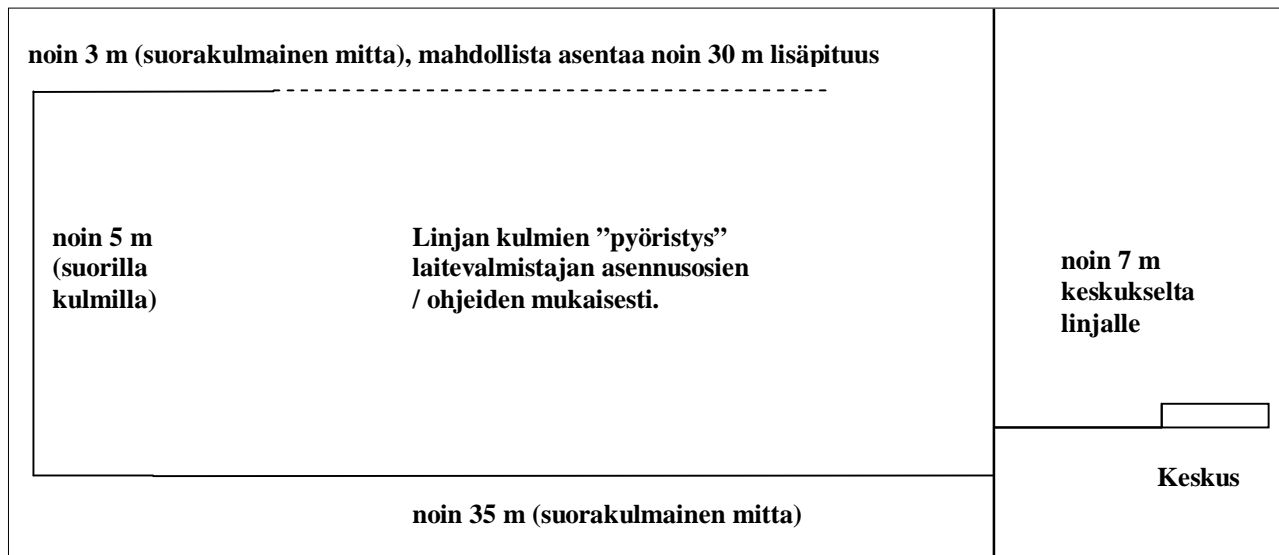 noin 3 m (suorakulmainen mitta), mahdollista asentaa noin 30 m lisäpituus
noin 5 m
(suorilla
kulmilla)
Linjan kulmien ”pyöristys”
laitevalmistajan asennusosien
/ ohjeiden mukaisesti.
noin 7 m
keskukselta
linjalle
Keskus
noin 35 m (suorakulmainen mitta)